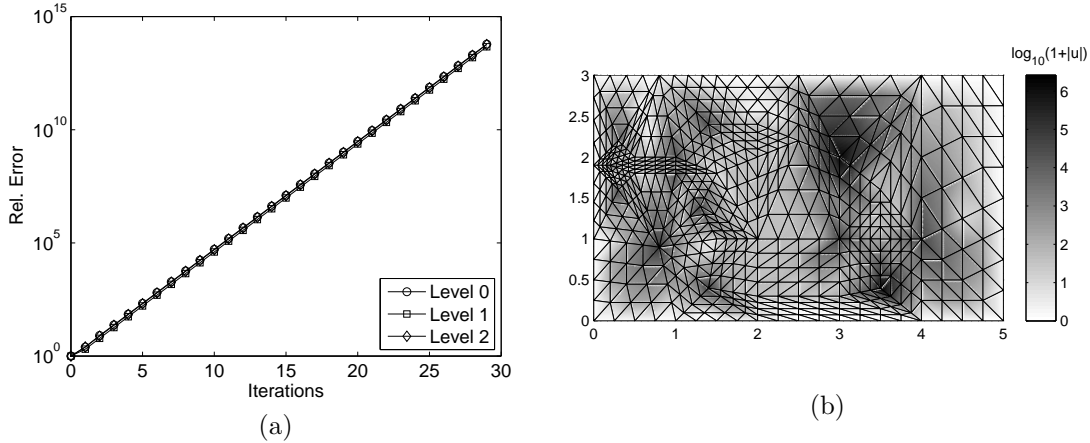 10^15
10^10
10^5
10^0
Rel. Error
0 5 10 15 20 25 30
Iterations
Level 0
Level 1
Level 2
(a)
log_10(1+|u|)
3
2.5
2
1.5
1
0.5
0
0 1 2 3 4 5
6
5
4
3
2
1
0
(b)